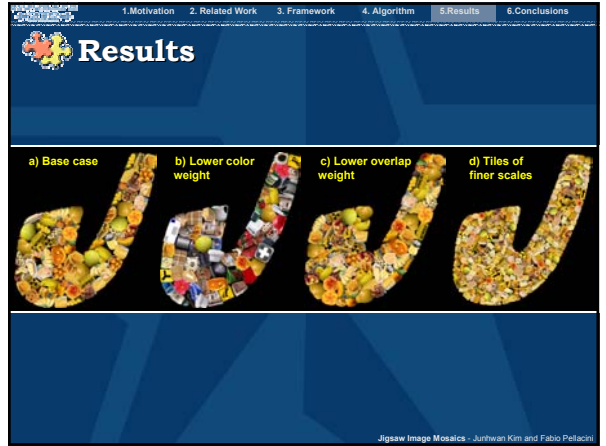 1.Motivation 2. Related Work 3. Framework 4. Algorithm 5.Results 6.Conclusions
Results
a) Base case
b) Lower color
weight
c) Lower overlap
weight
d) Tiles of
finer scales
Jigsaw Image Mosaics - Junhwan Kim and Fabio Pellacini